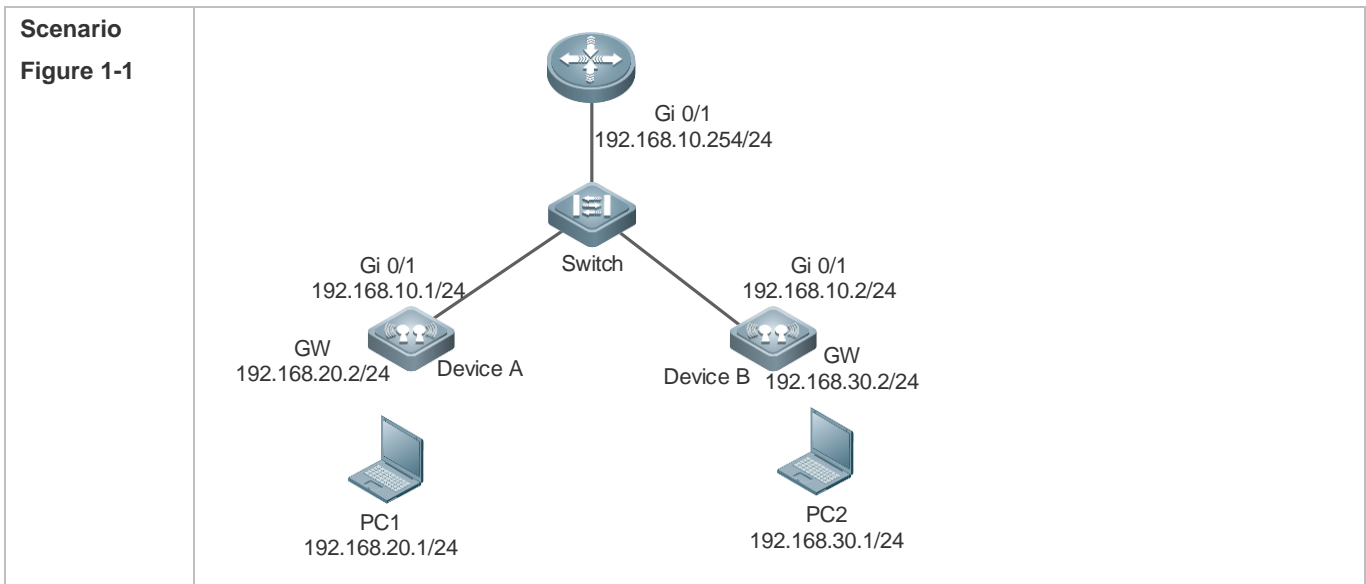 Scenario
Figure 1-1
Gi 0/1
192.168.10.254/24
Switch
Gi 0/1
192.168.10.1/24
Gi 0/1
192.168.10.2/24
GW
192.168.20.2/24
Device A
Device B
GW
192.168.30.2/24
PC1
192.168.20.1/24
PC2
192.168.30.1/24